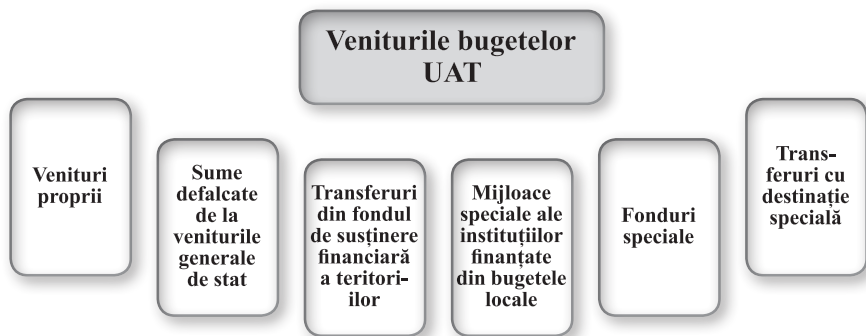 Veniturile bugetelor
UAT
Venituri
proprii
Sume
defalcate
de la
veniturile
generale
de stat
Transferuri
din fondul
de susținere
financiară
a teritori-
ilor
Mijloace
speciale ale
instituțiilor
finanțate
din bugetele
locale
Fonduri
speciale
Trans-
feruri cu
destinație
specială